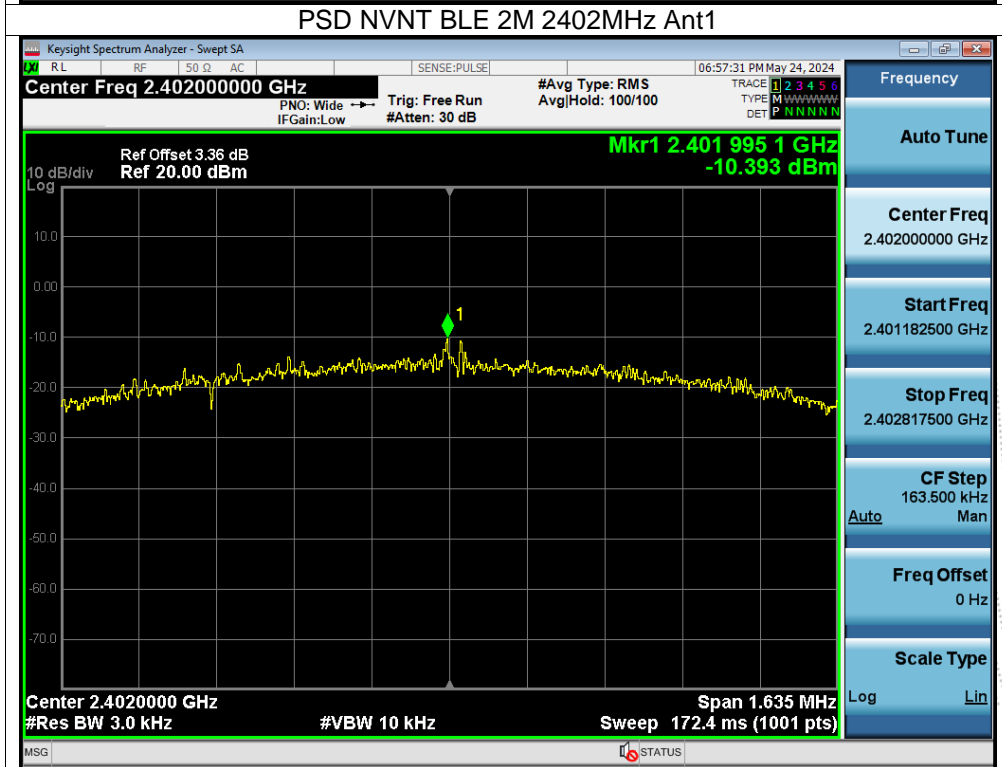 PSD NVNT BLE 2M 2402MHz Ant1
Keysight Spectrum Analyzer - Swept SA
LXI RL RF 50 Ω AC SENSE:PULSE 06:57:31 PM May 24, 2024
Center Freq 2.402000000 GHz
PNO: Wide
IFGain:Low
Trig: Free Run
#Atten: 30 dB
#Avg Type: RMS
Avg|Hold: 100/100
TRACE 1 2 3 4 5 6
TYPE M WWWWW
DET P N N N N N
Mkr1 2.401 995 1 GHz
-10.393 dBm
Ref Offset 3.36 dB
10 dB/div Ref 20.00 dBm
Log
10.0
0.00
-10.0
-20.0
-30.0
-40.0
-50.0
-60.0
-70.0
1
Center 2.4020000 GHz Span 1.635 MHz
#Res BW 3.0 kHz #VBW 10 kHz Sweep 172.4 ms (1001 pts)
MSG STATUS
Frequency
Auto Tune
Center Freq
2.402000000 GHz
Start Freq
2.401182500 GHz
Stop Freq
2.402817500 GHz
CF Step
163.500 kHz
Auto Man
Freq Offset
0 Hz
Scale Type
Log Lin